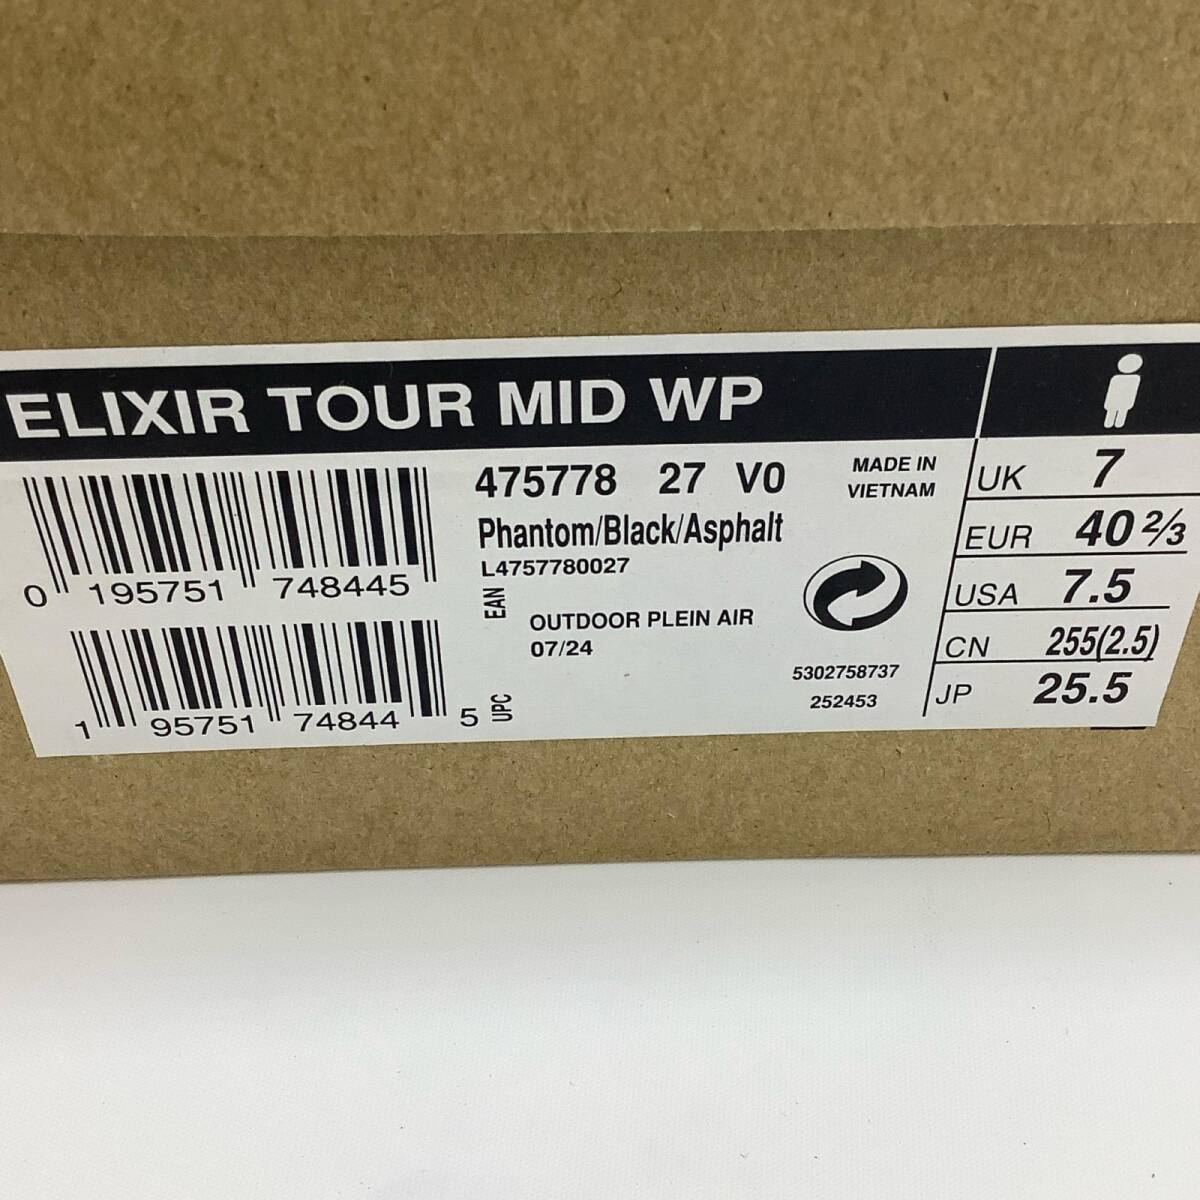 ELIXIR TOUR MID WP
0 195751 748445
EAN
1 95751 74844 5
UPC
475778 27 V0
Phantom/Black/Asphalt
L4757780027
OUTDOOR PLEIN AIR
07/24
MADE IN
VIETNAM
5302758737
252453
UK 7
EUR 40 2/3
USA 7.5
CN 255(2.5)
JP 25.5